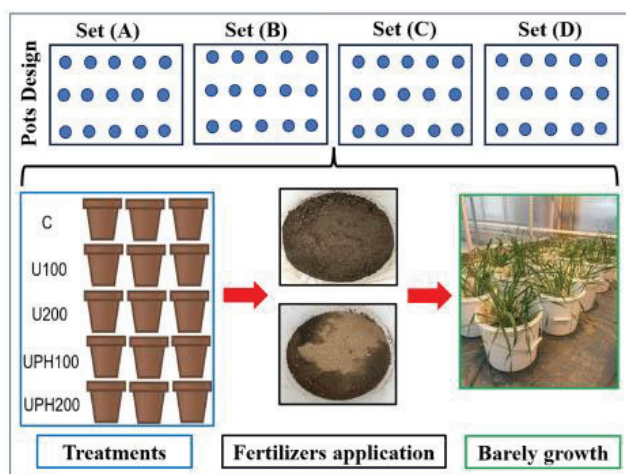 Set (A)
Set (B)
Set (C)
Set (D)
Pots Design
C
U100
U200
UPH100
UPH200
Treatments
Fertilizers application
Barely growth